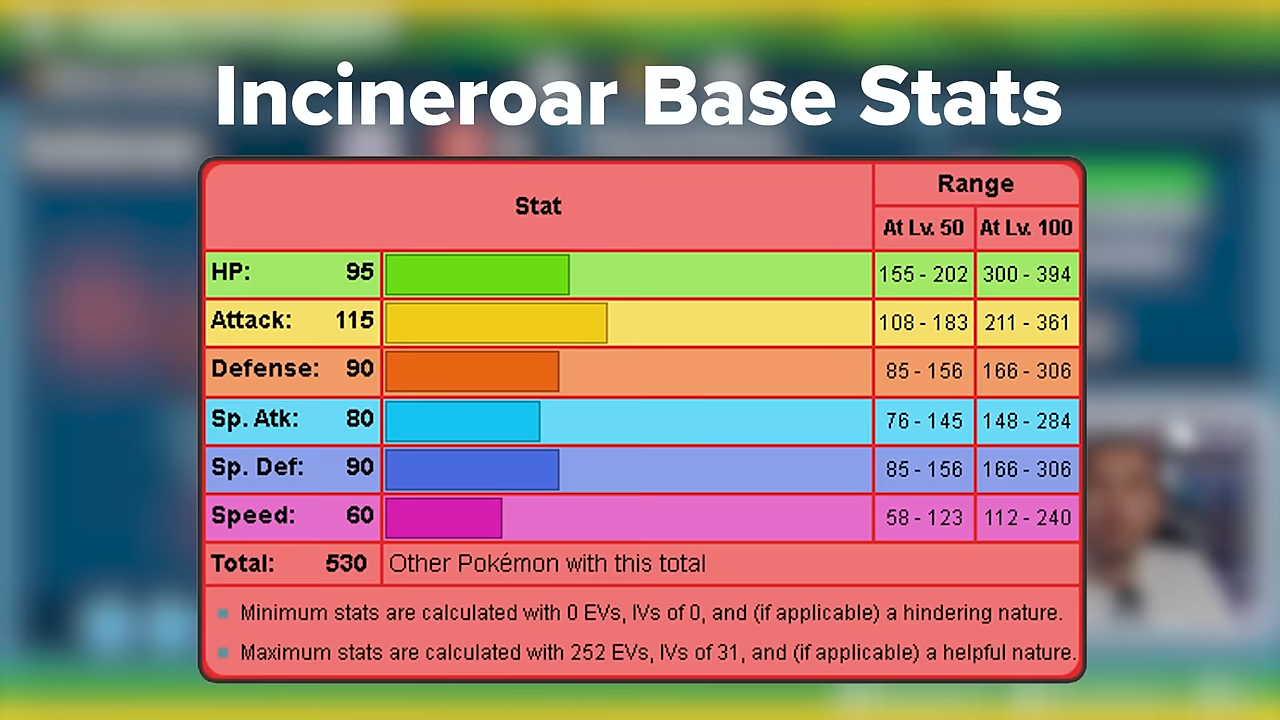 Incineroar Base Stats
Stat
Range
At Lv. 50 At Lv. 100
HP: 95 155 - 202 300 - 394
Attack: 115 108 - 183 211 - 361
Defense: 90 85 - 156 166 - 306
Sp. Atk: 80 76 - 145 148 - 284
Sp. Def: 90 85 - 156 166 - 306
Speed: 60 58 - 123 112 - 240
Total: 530 Other Pokémon with this total
Minimum stats are calculated with 0 EVs, IVs of 0, and (if applicable) a hindering nature.
Maximum stats are calculated with 252 EVs, IVs of 31, and (if applicable) a helpful nature.